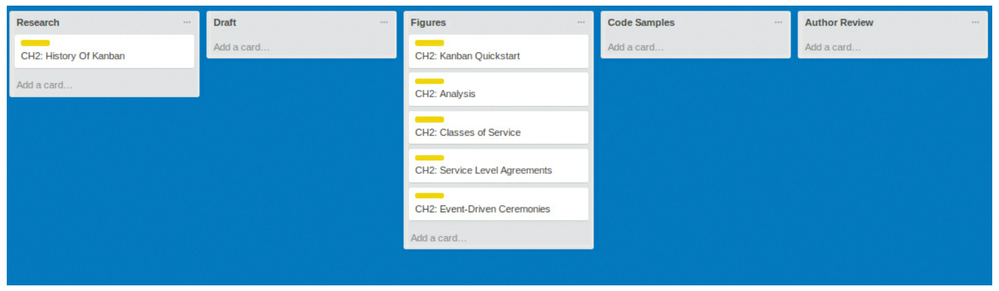 Research ...
CH2: History Of Kanban
Add a card...
Draft ...
Add a card...
Figures ...
CH2: Kanban Quickstart
CH2: Analysis
CH2: Classes of Service
CH2: Service Level Agreements
CH2: Event-Driven Ceremonies
Add a card...
Code Samples ...
Add a card...
Author Review ...
Add a card...